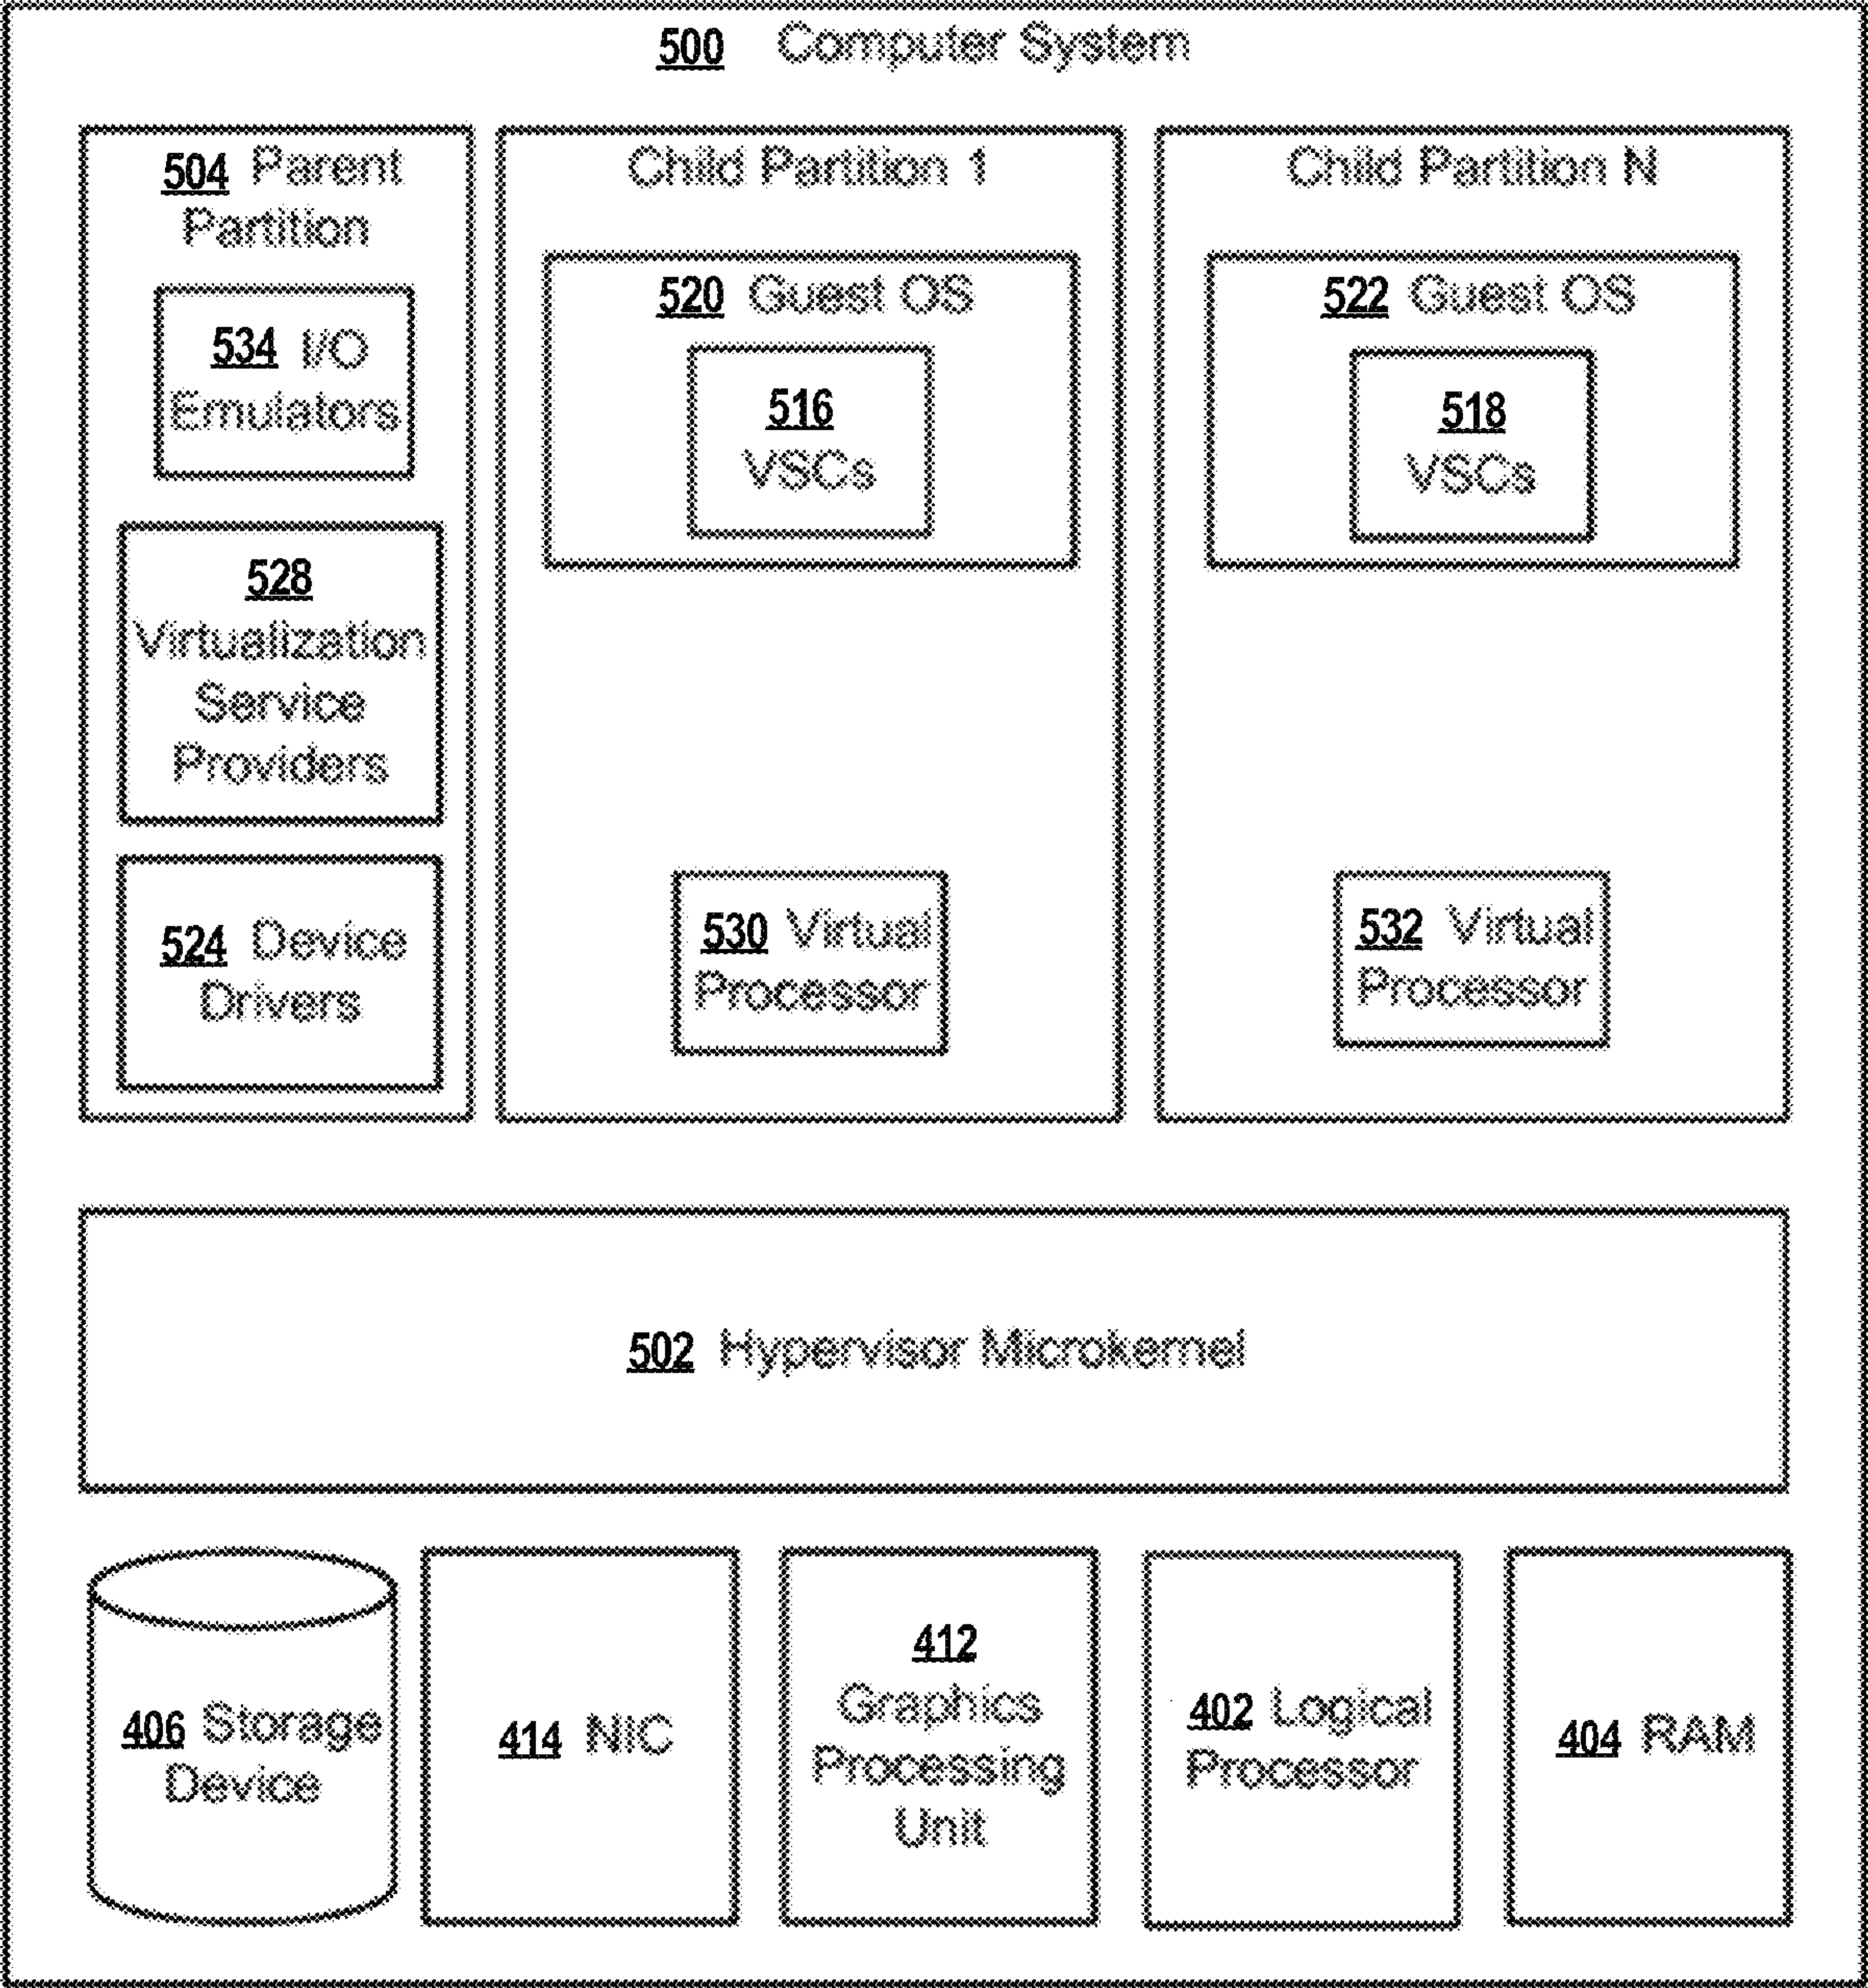 500 Computer System
504 Parent
Partition
534 I/O
Emulators
528
Virtualization
Service
Providers
524 Device
Drivers
Child Partition 1
520 Guest OS
516
VSCs
530 Virtual
Processor
Child Partition N
522 Guest OS
518
VSCs
532 Virtual
Processor
502 Hypervisor Microkernel
406 Storage
Device
414 NIC
412
Graphics
Processing
Unit
402 Logical
Processor
404 RAM